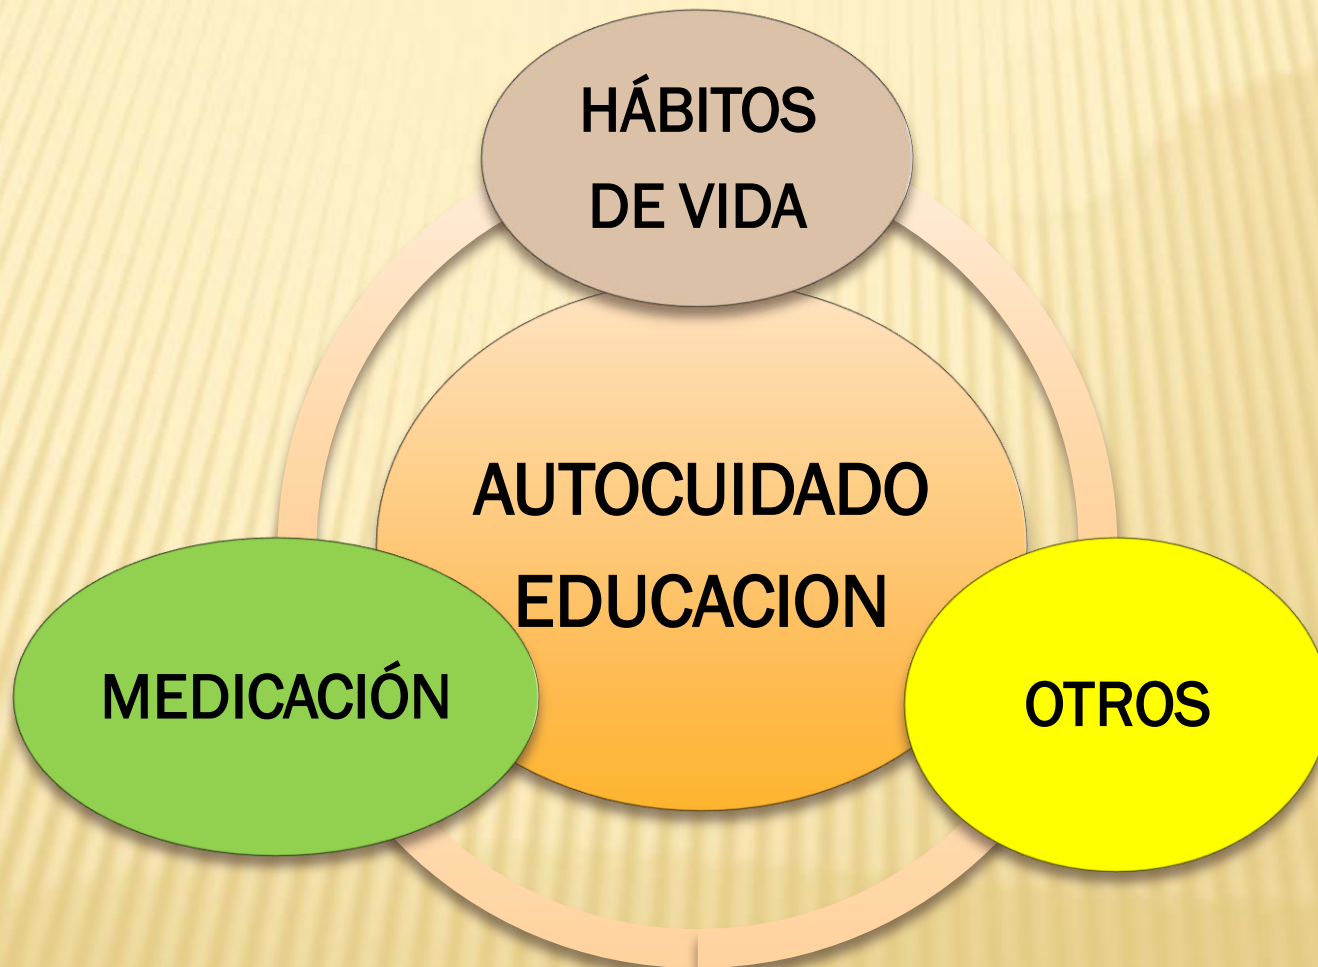 HÁBITOS
DE VIDA
AUTOCUIDADO
EDUCACION
MEDICACIÓN
OTROS